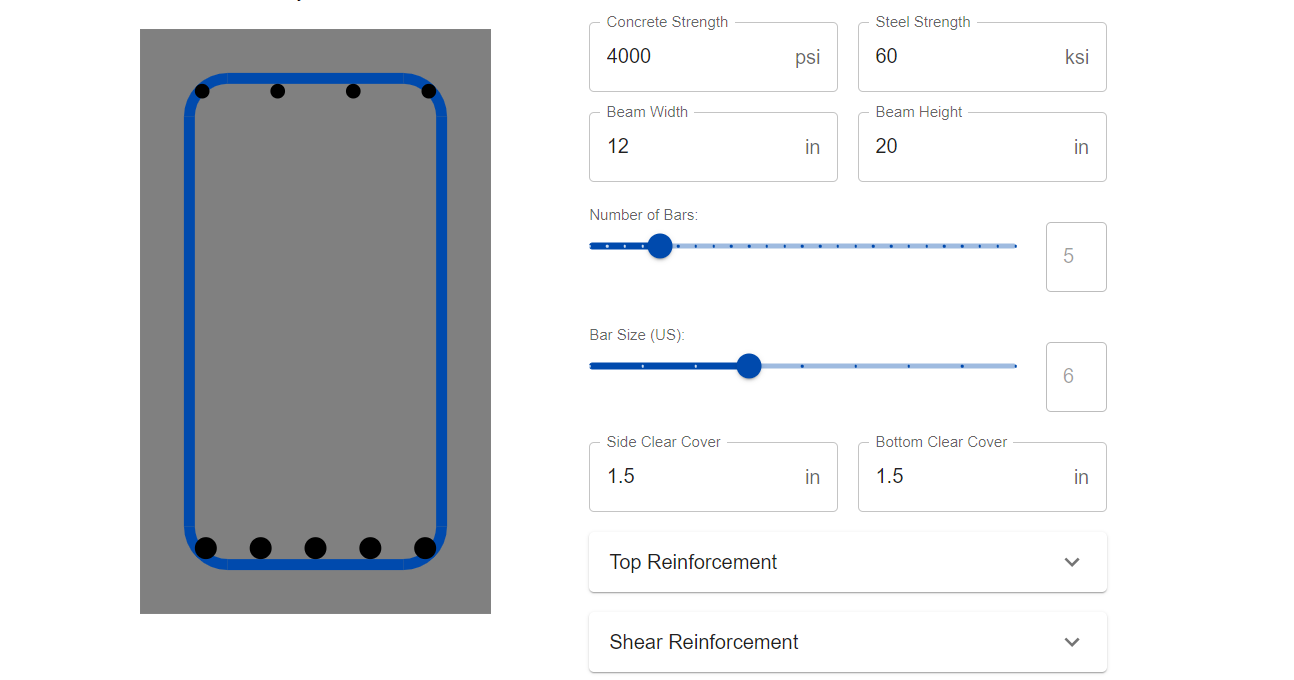 Concrete Strength
4000 psi
Steel Strength
60 ksi
Beam Width
12 in
Beam Height
20 in
Number of Bars:
5
Bar Size (US):
6
Side Clear Cover
1.5 in
Bottom Clear Cover
1.5 in
Top Reinforcement
Shear Reinforcement